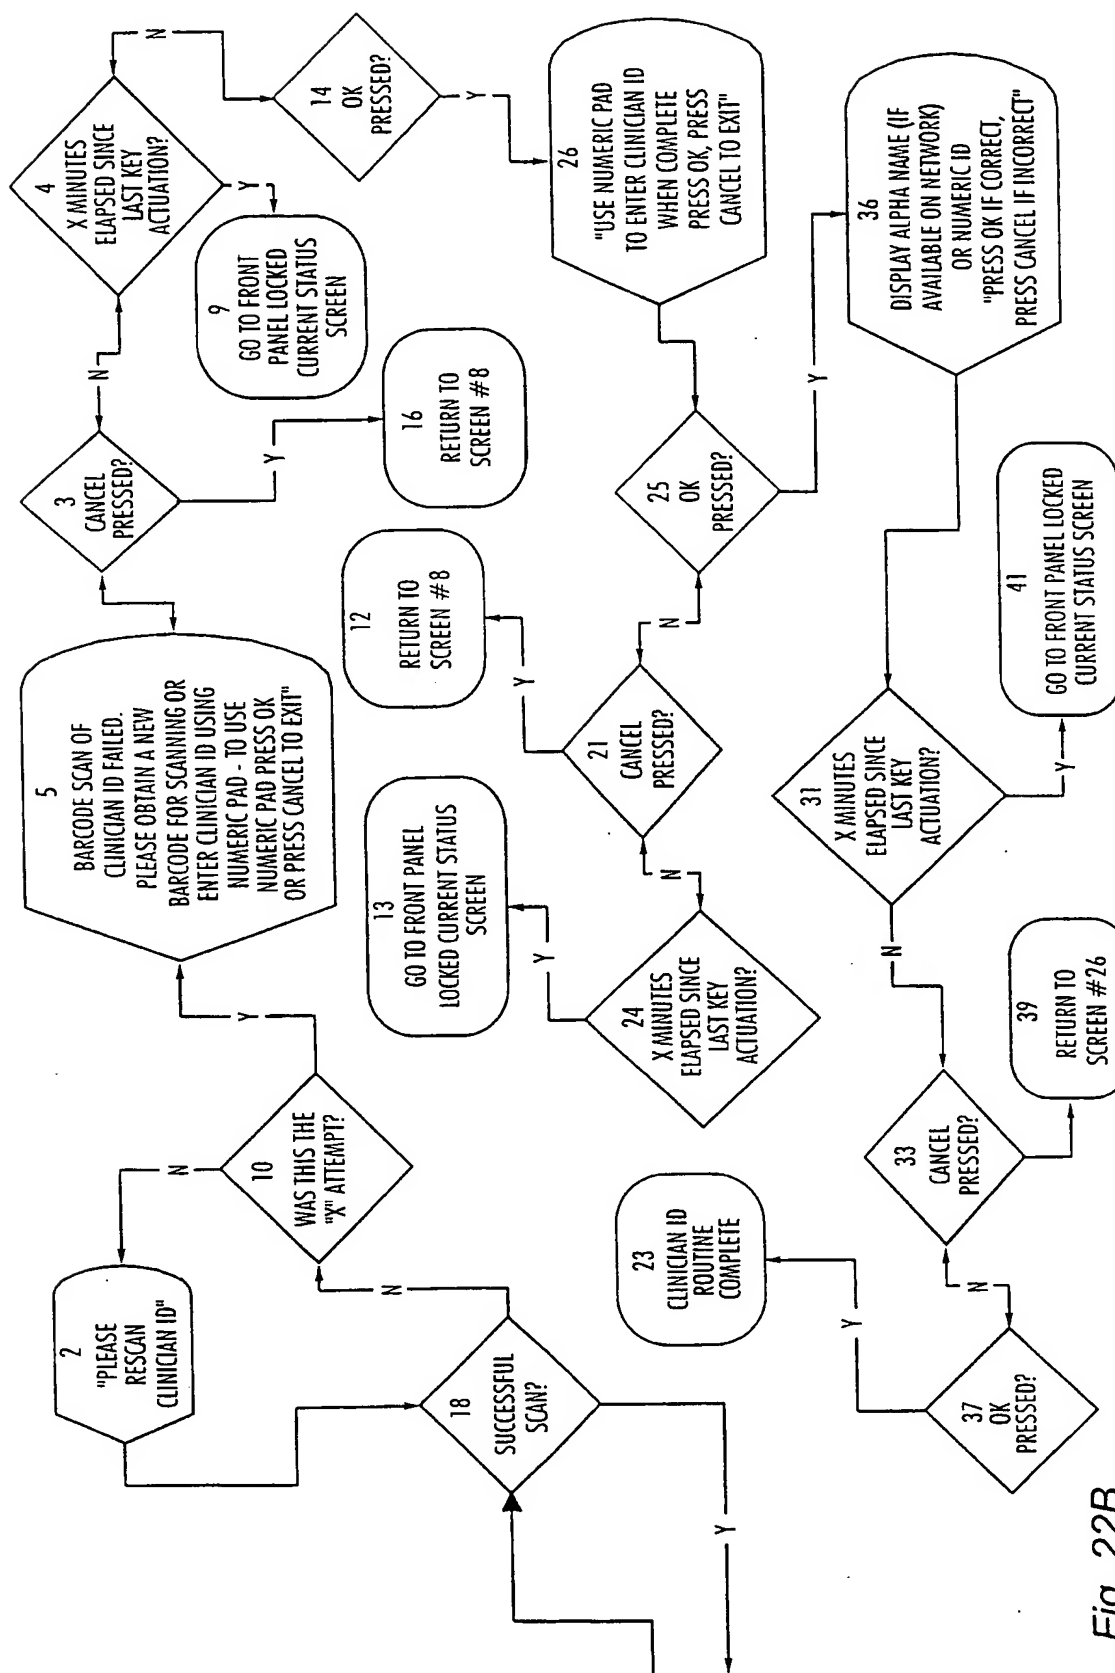 2
"PLEASE
RESCAN
CLINICIAN ID"
18
SUCCESSFUL
SCAN?
Y
N
10
WAS THIS THE
"X" ATTEMPT?
N
Y
5
BARCODE SCAN OF
CLINICIAN ID FAILED.
PLEASE OBTAIN A NEW
BARCODE FOR SCANNING OR
ENTER CLINICIAN ID USING
NUMERIC PAD - TO USE
NUMERIC PAD PRESS OK
OR PRESS CANCEL TO EXIT"
3
CANCEL
PRESSED?
N
Y
16
RETURN TO
SCREEN #8
4
X MINUTES
ELAPSED SINCE
LAST KEY
ACTUATION?
Y
N
9
GO TO FRONT
PANEL LOCKED
CURRENT STATUS
SCREEN
14
OK
PRESSED?
Y
26
"USE NUMERIC PAD
TO ENTER CLINICIAN ID
WHEN COMPLETE
PRESS OK, PRESS
CANCEL TO EXIT"
25
OK
PRESSED?
N
Y
21
CANCEL
PRESSED?
Y
N
12
RETURN TO
SCREEN #8
24
X MINUTES
ELAPSED SINCE
LAST KEY
ACTUATION?
Y
13
GO TO FRONT PANEL
LOCKED CURRENT STATUS
SCREEN
36
DISPLAY ALPHA NAME (IF
AVAILABLE ON NETWORK)
OR NUMERIC ID
"PRESS OK IF CORRECT,
PRESS CANCEL IF INCORRECT"
31
X MINUTES
ELAPSED SINCE
LAST KEY
ACTUATION?
Y
N
41
GO TO FRONT PANEL LOCKED
CURRENT STATUS SCREEN
33
CANCEL
PRESSED?
N
39
RETURN TO
SCREEN #26
37
OK
PRESSED?
Y
23
CLINICIAN ID
ROUTINE
COMPLETE
Fig. 22B